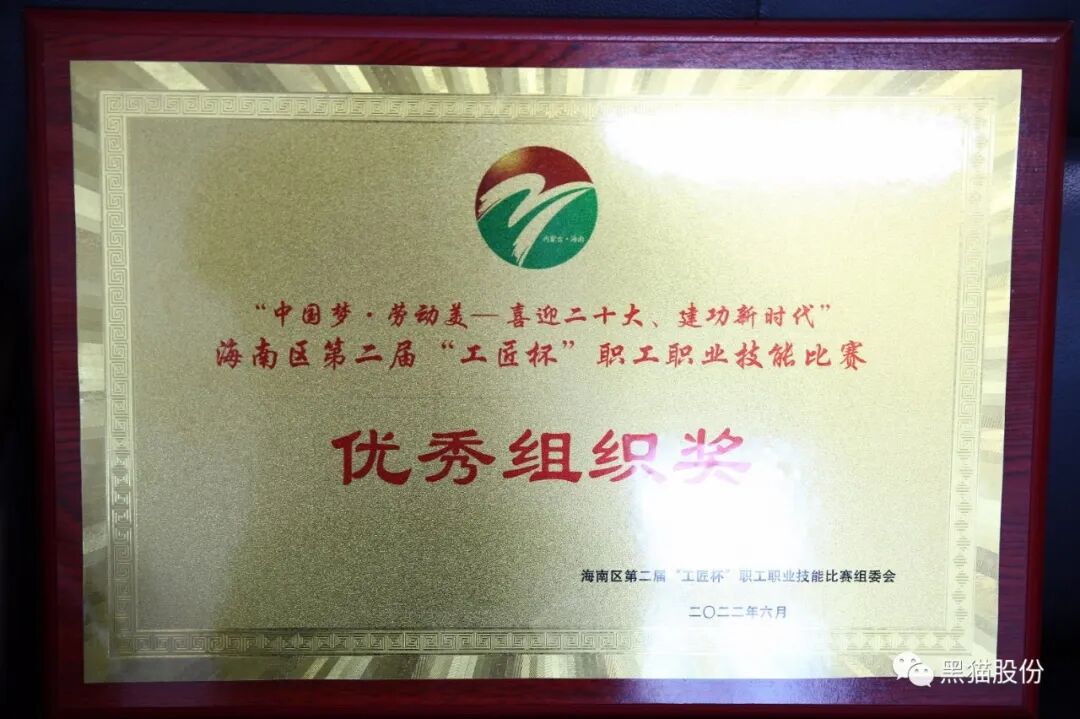 内蒙古·海南
“中国梦·劳动美—喜迎二十大、建功新时代”
海南区第二届“工匠杯”职工职业技能比赛
优秀组织奖
海南区第二届“工匠杯”职工职业技能比赛组委会
二〇二二年六月
黑猫股份